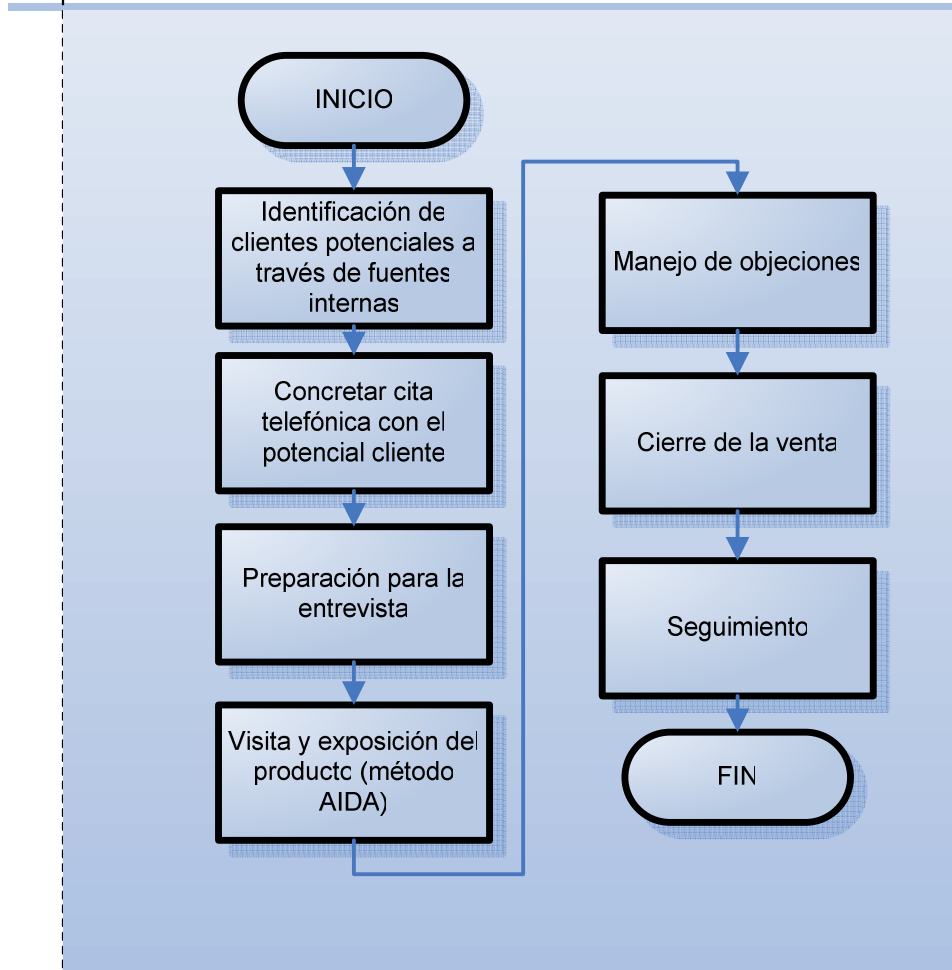 INICIO
Identificación de
clientes potenciales a
través de fuentes
internas
Concretar cita
telefónica con el
potencial cliente
Preparación para la
entrevista
Visita y exposición del
producto (método
AIDA)
Manejo de objeciones
Cierre de la venta
Seguimiento
FIN